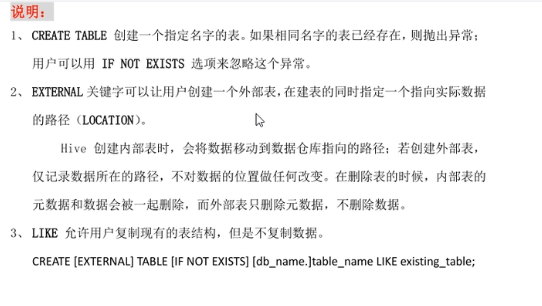 说明：
1、CREATE TABLE 创建一个指定名字的表。如果相同名字的表已经存在，则抛出异常；
用户可以用 IF NOT EXISTS 选项来忽略这个异常。
2、EXTERNAL 关键字可以让用户创建一个外部表，在建表的同时指定一个指向实际数据
的路径（LOCATION）。
Hive 创建内部表时，会将数据移动到数据仓库指向的路径；若创建外部表，
仅记录数据所在的路径，不对数据的位置做任何改变。在删除表的时候，内部表的
元数据和数据会被一起删除，而外部表只删除元数据，不删除数据。
3、LIKE 允许用户复制现有的表结构，但是不复制数据。
CREATE [EXTERNAL] TABLE [IF NOT EXISTS] [db_name.]table_name LIKE existing_table;